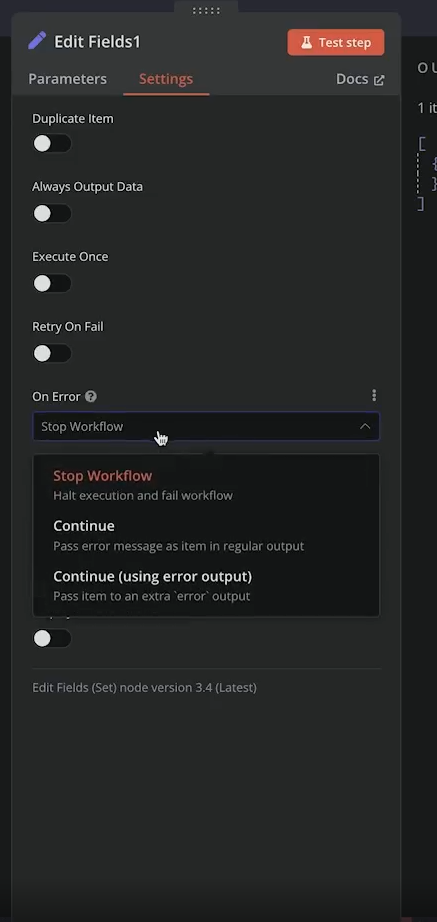 Edit Fields1
Test step
Parameters
Settings
Docs
OU
1 it
[
{
}
]
Duplicate Item
Always Output Data
Execute Once
Retry On Fail
On Error
Stop Workflow
Stop Workflow
Halt execution and fail workflow
Continue
Pass error message as item in regular output
Continue (using error output)
Pass item to an extra `error` output
Edit Fields (Set) node version 3.4 (Latest)